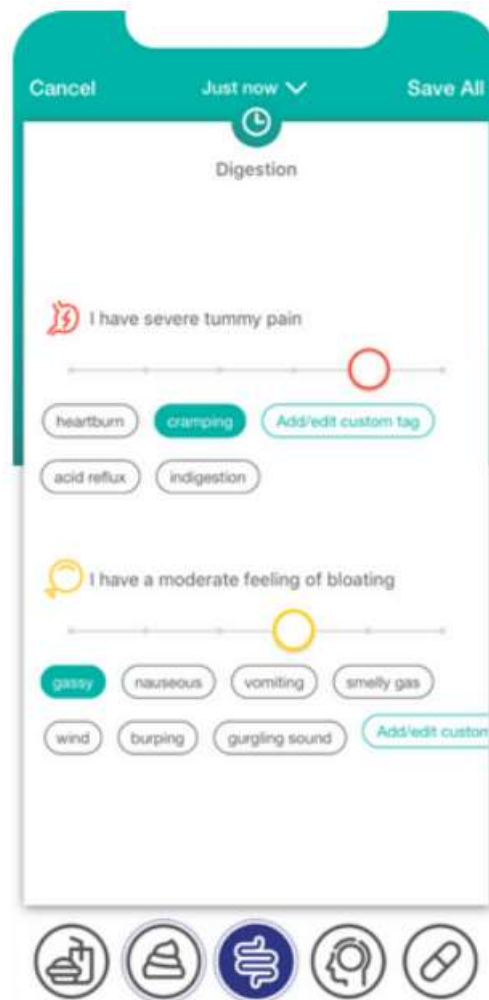 Cancel Just now Save All
Digestion
I have severe tummy pain
heartburn cramping Add/edit custom tag
acid reflux indigestion
I have a moderate feeling of bloating
gassy nauseous vomiting smelly gas
wind burping gurgling sound Add/edit custom